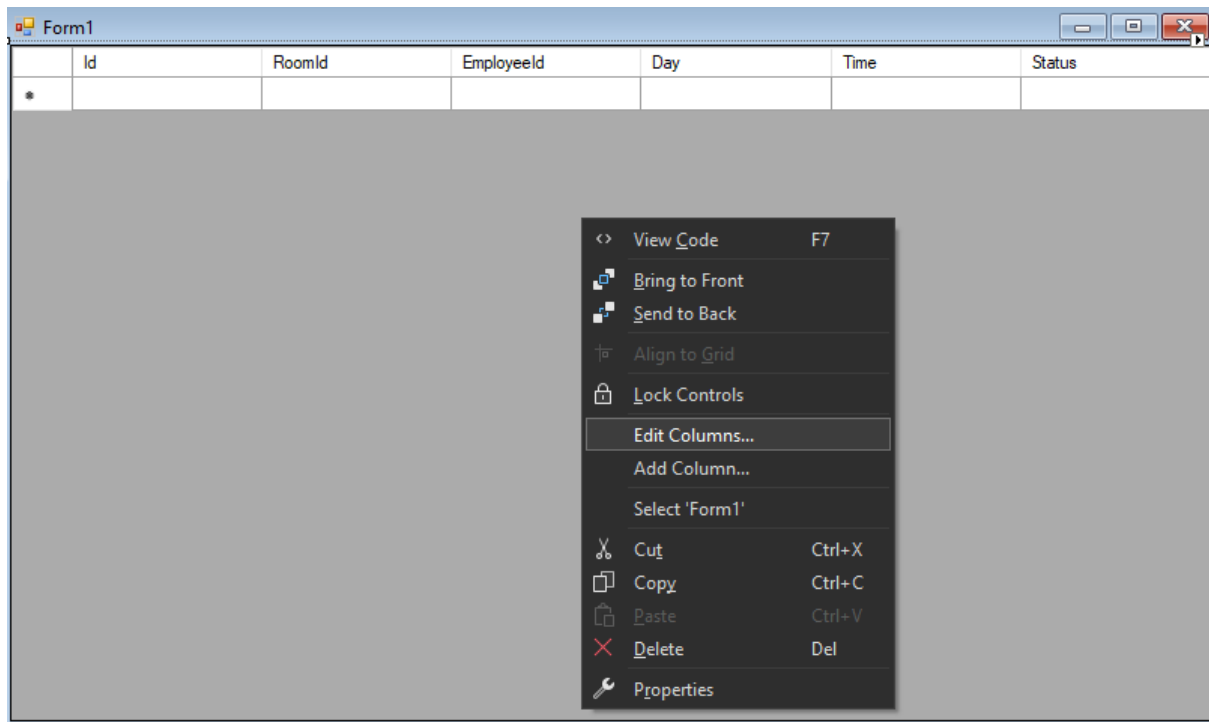 Form1
Id RoomId EmployeeId Day Time Status
View Code F7
Bring to Front
Send to Back
Align to Grid
Lock Controls
Edit Columns...
Add Column...
Select 'Form1'
Cut Ctrl+X
Copy Ctrl+C
Paste Ctrl+V
Delete Del
Properties